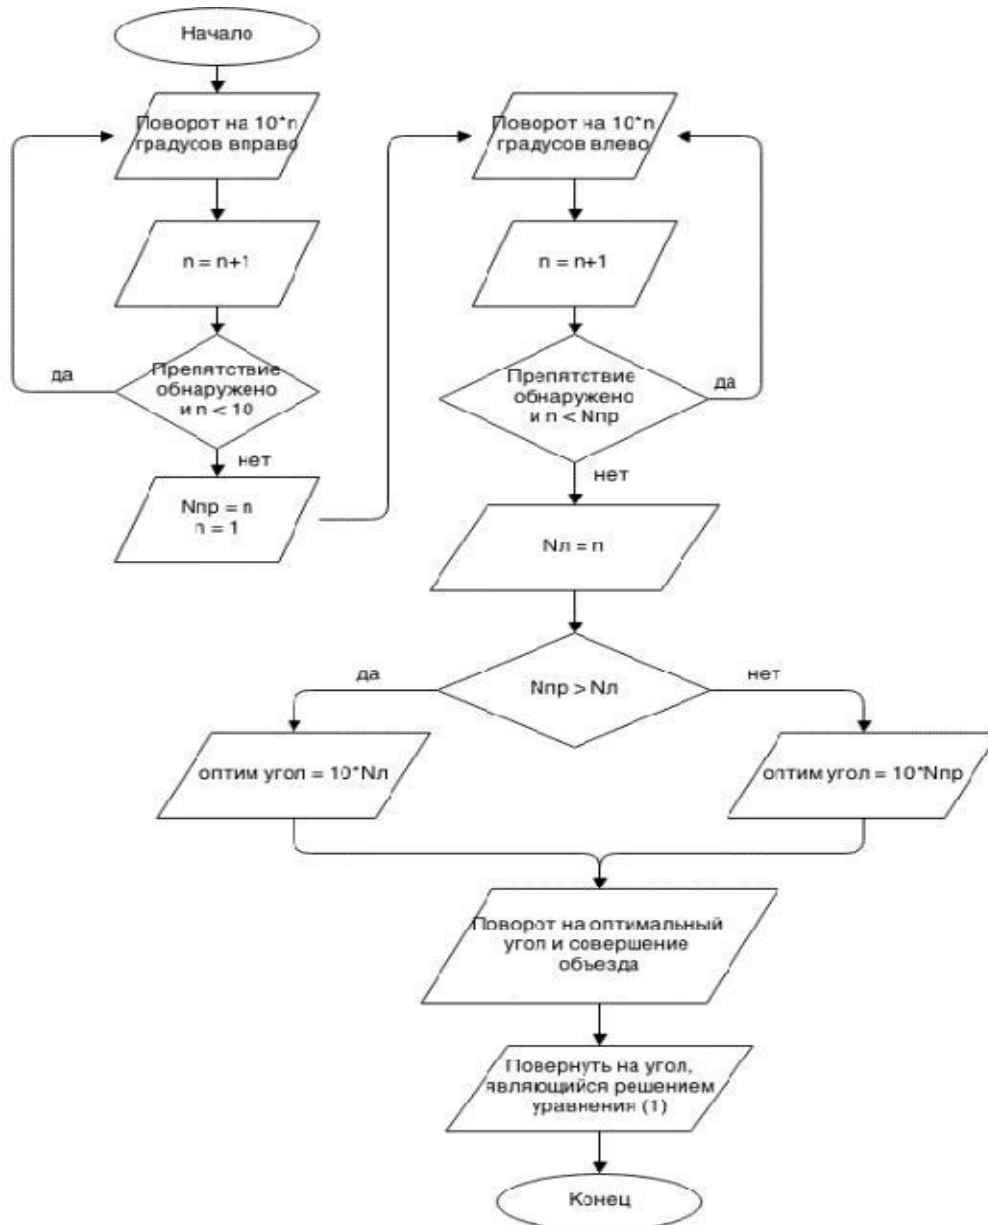 Начало
Поворот на 10*n
градусов вправо
n = n+1
Препятствие
обнаружено
и n < 10
да
нет
Nпр = n
n = 1
Поворот на 10*n
градусов влево
n = n+1
Препятствие
обнаружено
и n < Nпр
да
нет
Nл = n
Nпр > Nл
да
нет
оптим угол = 10*Nл
оптим угол = 10*Nпр
Поворот на оптимальный
угол и совершение
объезда
Повернуть на угол,
являющийся решением
уравнения (1)
Конец